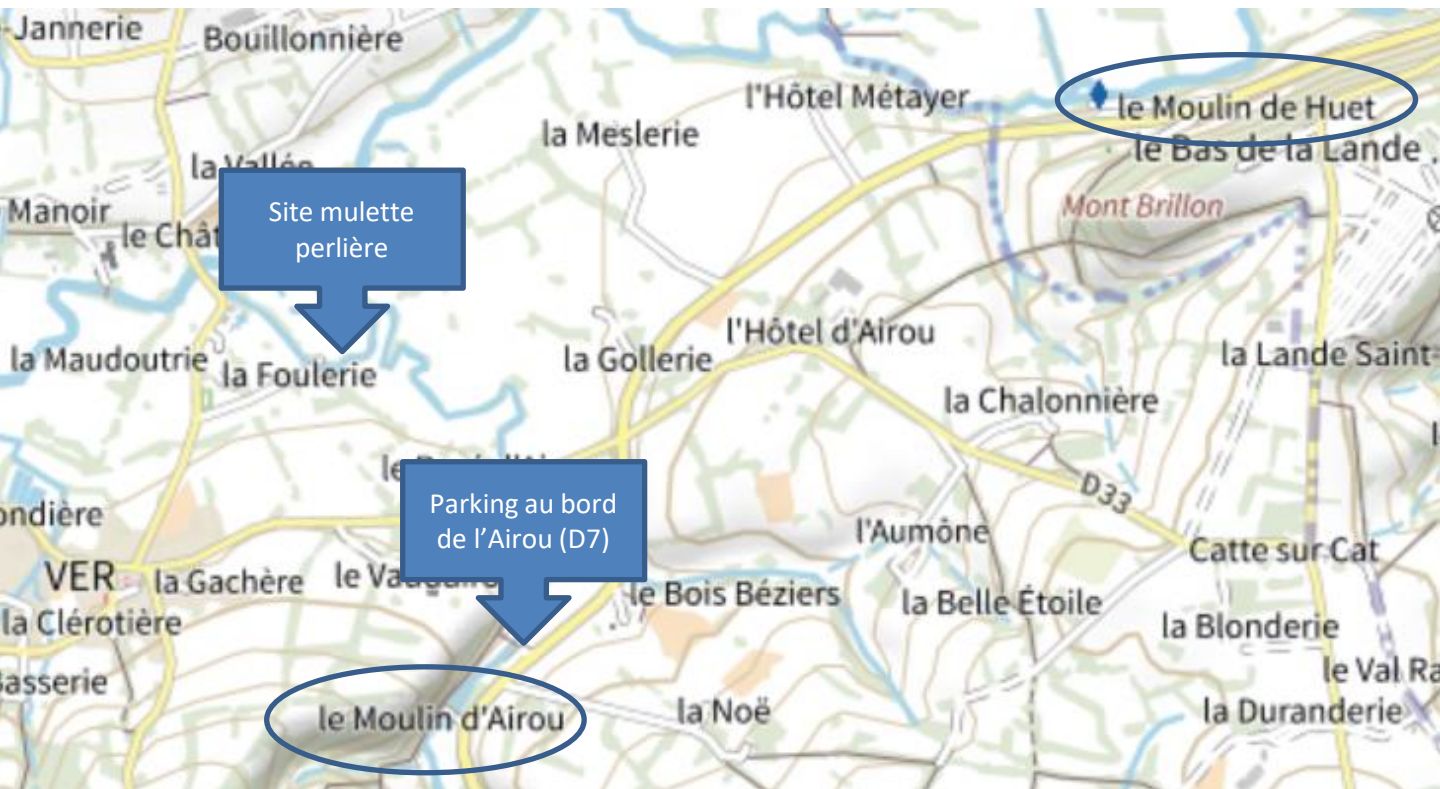 -Jannerie
Bouillonnière
l'Hôtel Métayer
le Moulin de Huet
la Meslerie
le Bas de la Lande
la Vallée
Manoir
Site mulette
perlière
Mont Brillon
le Chât
l'Hôtel d'Airou
la Maudoutrie
la Foulerie
la Gollerie
la Lande Saint-
la Chalonnière
le
D33
Parking au bord
de l'Airou (D7)
ondière
l'Aumône
Catte sur Cat
VER
la Gachère
le Bois Béziers
la Belle Étoile
la Clérotière
la Blonderie
le Val Ra
asserie
le Moulin d'Airou
la Noë
la Duranderie